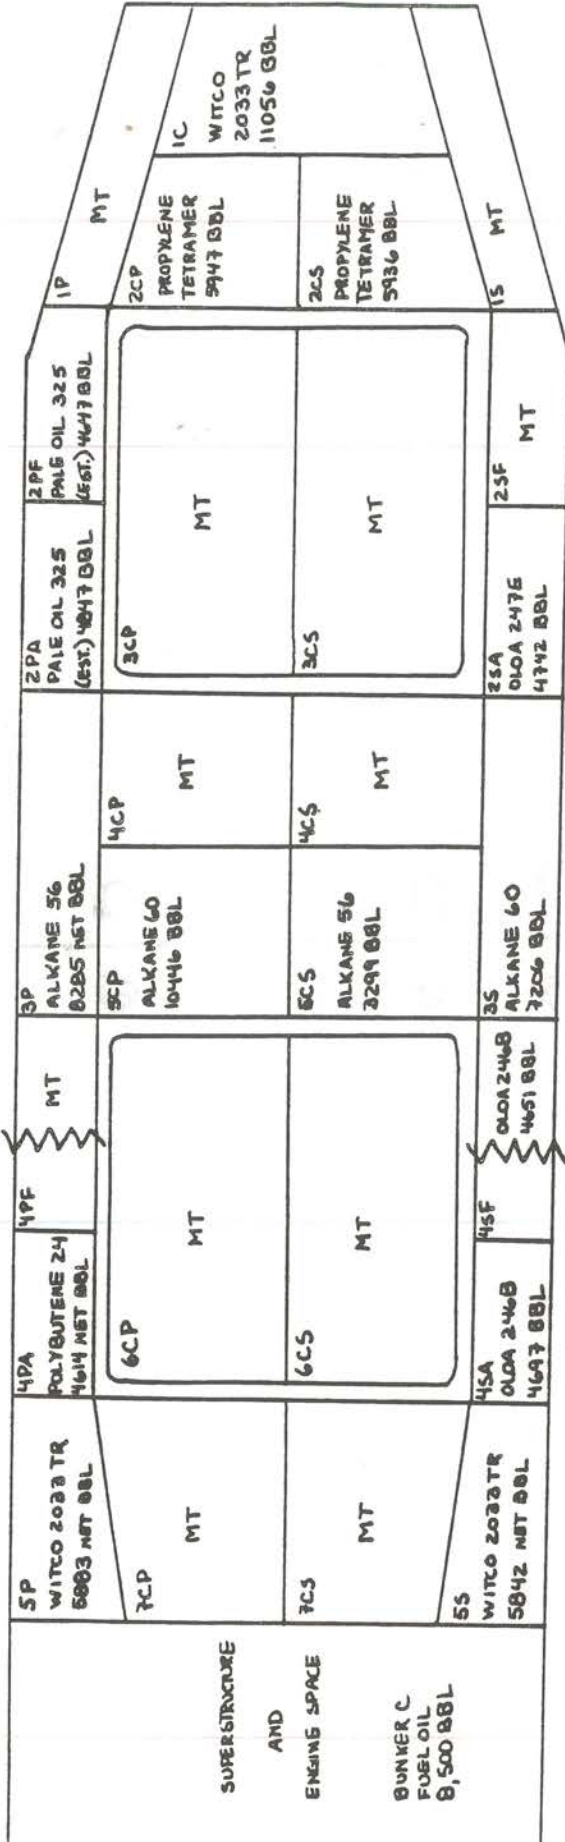 5P
WITCO 2033 TR
5883 NET BBL
4PA
POLYBUTENE 24
4614 NET BBL
4PF
MT
3P
ALKANE 56
8285 NET BBL
2PA
PALE OIL 325
(EST.) 4847 BBL
2PF
PALE OIL 325
(EST.) 4647 BBL
1P
MT
SUPERSTRUCTURE
AND
ENGINE SPACE
BUNKER C
FUEL OIL
8,500 BBL
7CP
MT
6CP
MT
5CP
ALKANE 60
10446 BBL
4CP
MT
3CP
MT
2CP
PROPYLENE
TETRAMER
5947 BBL
1C
WITCO
2033 TR
11056 BBL
7CS
MT
6CS
MT
5CS
ALKANE 56
3299 BBL
4CS
MT
3CS
MT
2CS
PROPYLENE
TETRAMER
5936 BBL
5S
WITCO 2033 TR
5842 NET BBL
4SA
OLOA 246B
4697 BBL
4SF
OLOA 246B
4651 BBL
3S
ALKANE 60
7206 BBL
2SA
OLOA 247E
4742 BBL
2SF
MT
1S
MT